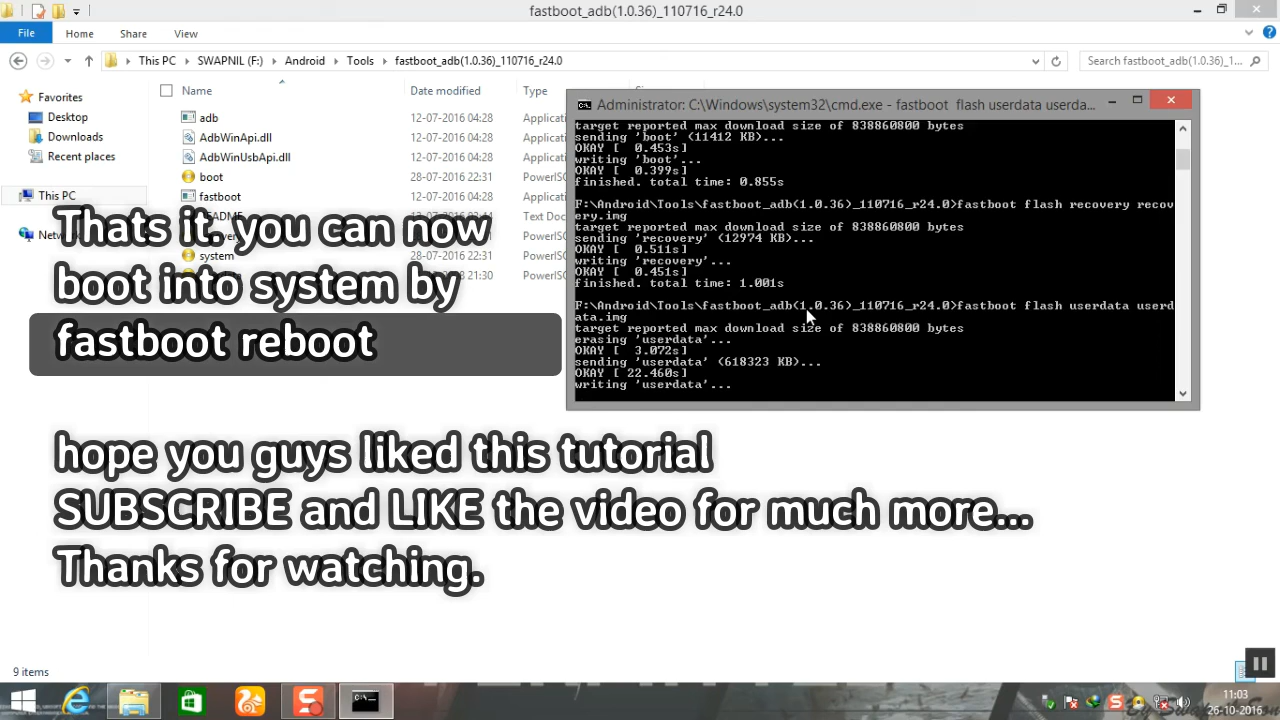 fastboot_adb(1.0.36)_110716_r24.0
File Home Share View
This PC SWAPNIL (F:) Android Tools fastboot_adb(1.0.36)_110716_r24.0
Search fastboot_adb(1.0.36)_1...
Name Date modified Type
Favorites
Desktop
Downloads
Recent places
This PC
adb 12-07-2016 04:28 Applicati
AdbWinApi.dll 12-07-2016 04:28 Applicati
AdbWinUsbApi.dll 12-07-2016 04:28 Applicati
boot 28-07-2016 22:31 PowerISO
fastboot 12-07-2016 04:28 Applicati
Text Doc
PowerISO
system 28-07-2016 22:31 PowerISO
PowerISO
Thats it. you can now
boot into system by
fastboot reboot
Administrator: C:\Windows\system32\cmd.exe - fastboot flash userdata userda...
target reported max download size of 838860800 bytes
sending 'boot' (11412 KB)...
OKAY [ 0.453s]
writing 'boot'...
OKAY [ 0.399s]
finished. total time: 0.855s
F:\Android\Tools\fastboot_adb(1.0.36)_110716_r24.0>fastboot flash recovery recov
ery.img
target reported max download size of 838860800 bytes
sending 'recovery' (12974 KB)...
OKAY [ 0.511s]
writing 'recovery'...
OKAY [ 0.451s]
finished. total time: 1.001s
F:\Android\Tools\fastboot_adb(1.0.36)_110716_r24.0>fastboot flash userdata userd
ata.img
target reported max download size of 838860800 bytes
erasing 'userdata'...
OKAY [ 3.072s]
sending 'userdata' (618323 KB)...
OKAY [ 22.460s]
writing 'userdata'...
hope you guys liked this tutorial
SUBSCRIBE and LIKE the video for much more...
Thanks for watching.
9 items
11:03
26-10-2016